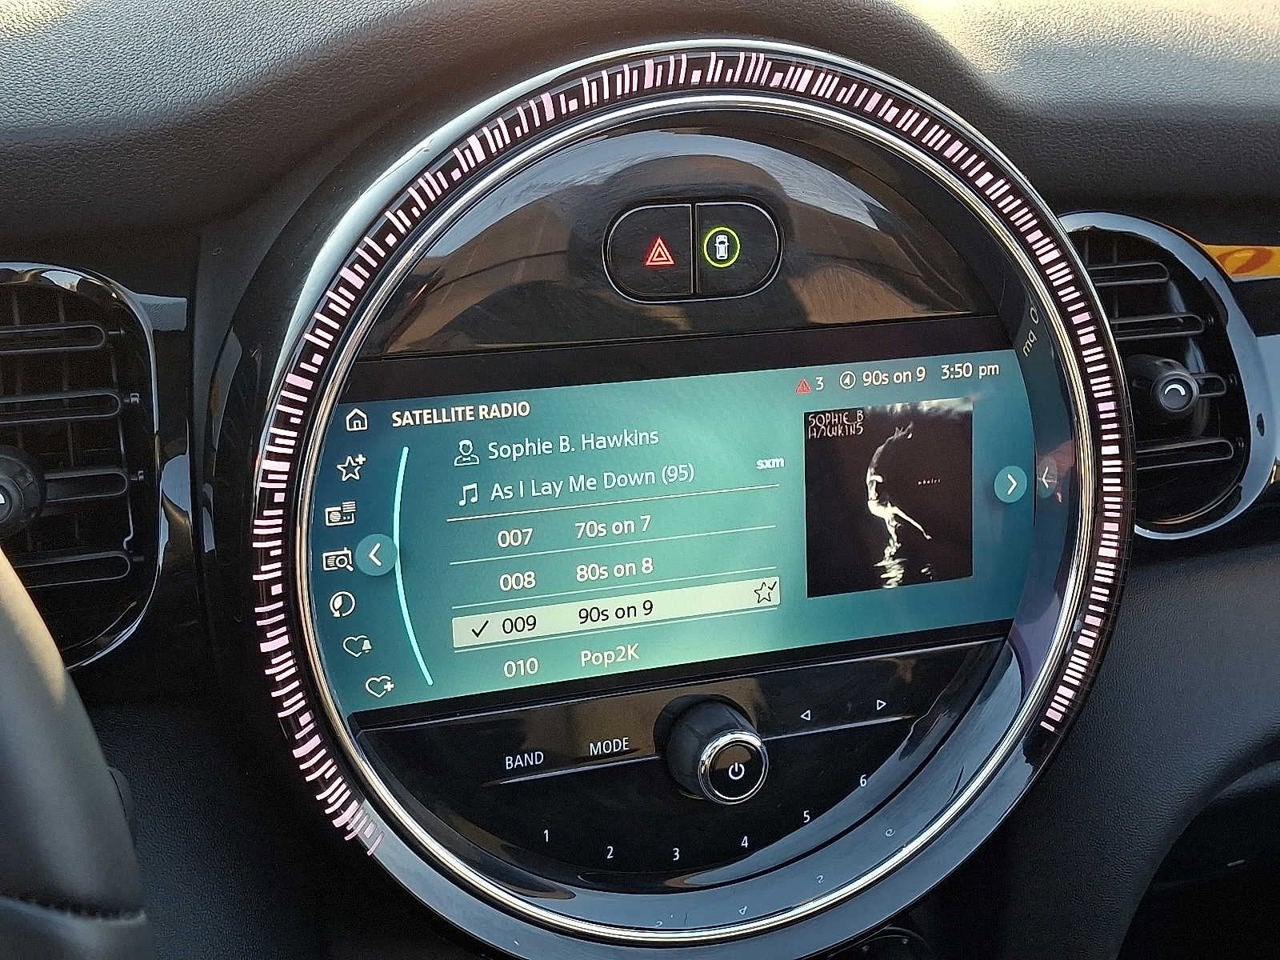 3 90s on 9 3:50 pm
SATELLITE RADIO
Sophie B. Hawkins
As I Lay Me Down (95)
sxm
SOPHIE B
HAWKINS
whaler
007 70s on 7
008 80s on 8
009 90s on 9
010 Pop2K
BAND MODE
1 2 3 4 5 6